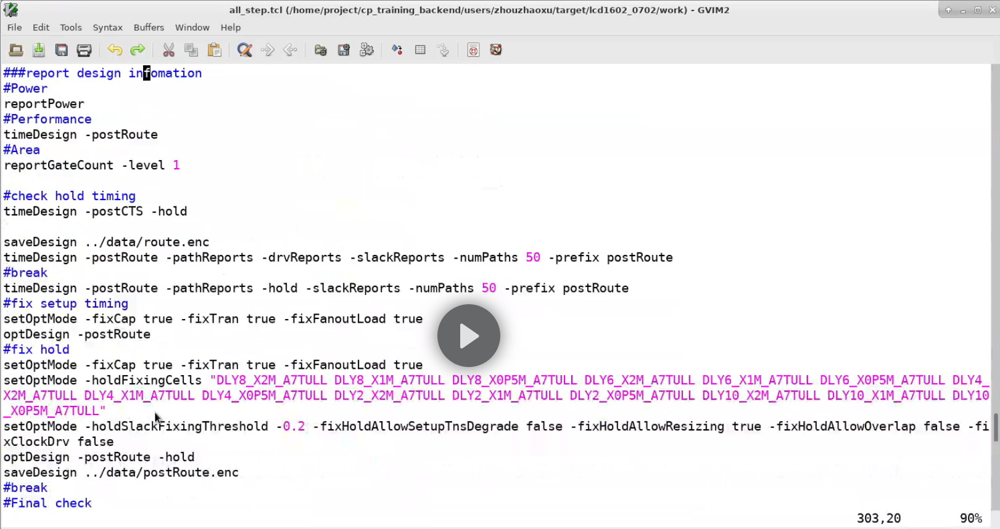 all_step.tcl (/home/project/cp_training_backend/users/zhouzhaoxu/target/lcd1602_0702/work) - GVIM2
File Edit Tools Syntax Buffers Window Help
###report design infomation
#Power
reportPower
#Performance
timeDesign -postRoute
#Area
reportGateCount -level 1
#check hold timing
timeDesign -postCTS -hold
saveDesign ../data/route.enc
timeDesign -postRoute -pathReports -drvReports -slackReports -numPaths 50 -prefix postRoute
#break
timeDesign -postRoute -pathReports -hold -slackReports -numPaths 50 -prefix postRoute
#fix setup timing
setOptMode -fixCap true -fixTran true -fixFanoutLoad true
optDesign -postRoute
#fix hold
setOptMode -fixCap true -fixTran true -fixFanoutLoad true
setOptMode -holdFixingCells "DLY8_X2M_A7TULL DLY8_X1M_A7TULL DLY8_X0P5M_A7TULL DLY6_X2M_A7TULL DLY6_X1M_A7TULL DLY6_X0P5M_A7TULL DLY4_
X2M_A7TULL DLY4_X1M_A7TULL DLY4_X0P5M_A7TULL DLY2_X2M_A7TULL DLY2_X1M_A7TULL DLY2_X0P5M_A7TULL DLY10_X2M_A7TULL DLY10_X1M_A7TULL DLY10
_X0P5M_A7TULL"
setOptMode -holdSlackFixingThreshold -0.2 -fixHoldAllowSetupTnsDegrade false -fixHoldAllowResizing true -fixHoldAllowOverlap false -fi
xClockDrv false
optDesign -postRoute -hold
saveDesign ../data/postRoute.enc
#break
#Final check
303,20 90%